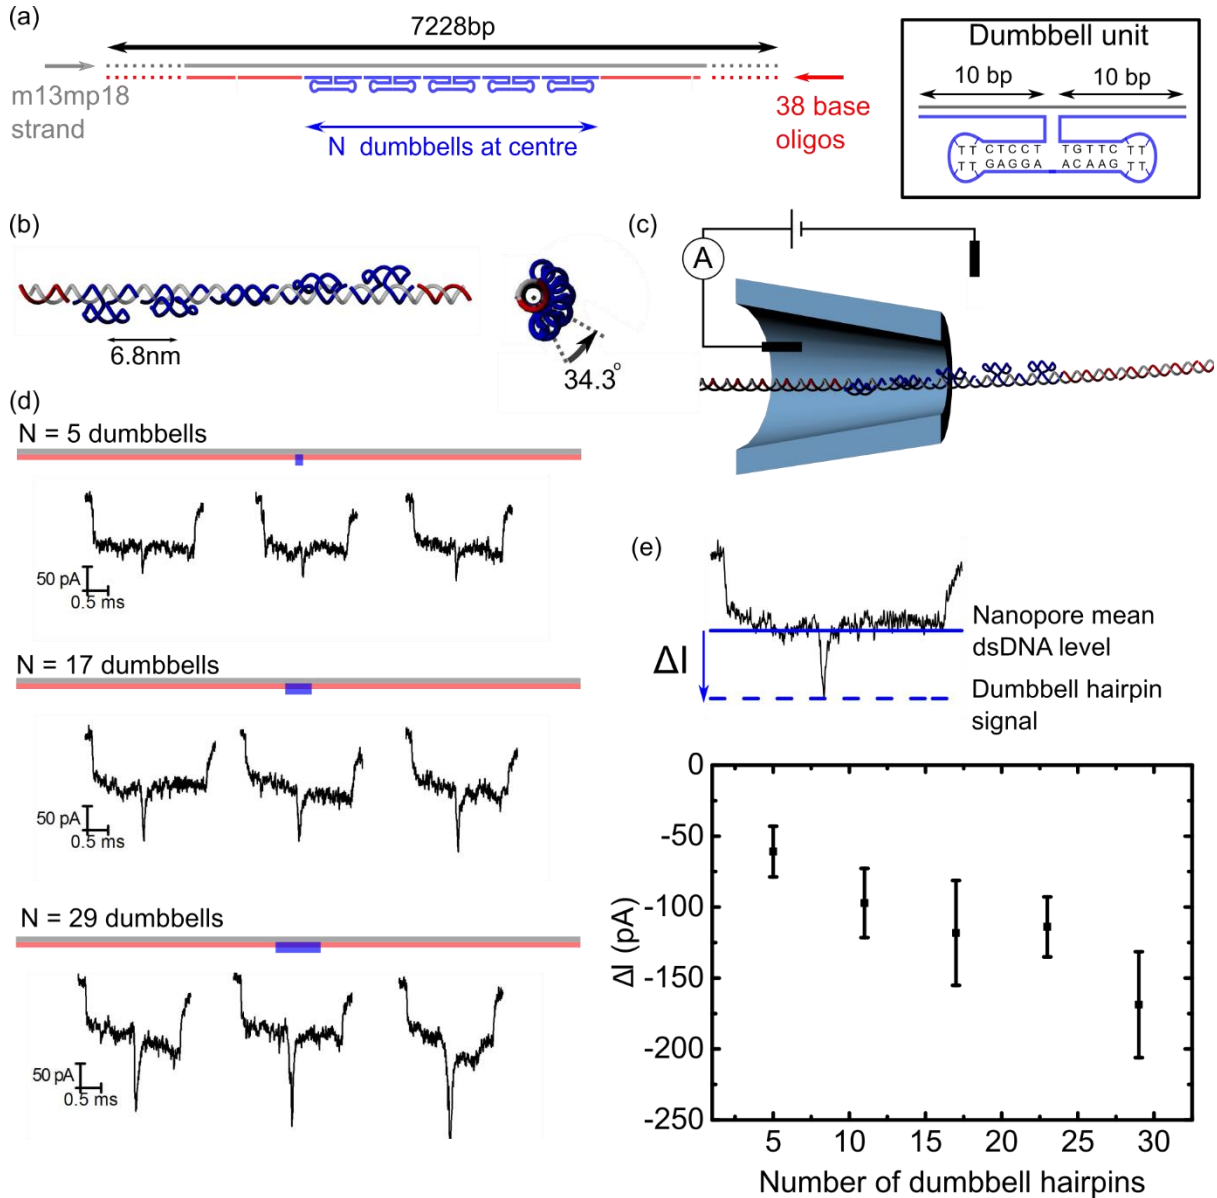 (a)
7228bp
m13mp18
strand
N dumbbells at centre
38 base
oligos
Dumbbell unit
10 bp 10 bp
TT CTCCT TGTTC TT
TT GAGGA ACAAG TT
(b)
6.8nm
34.3°
(c)
A
(d)
N = 5 dumbbells
50 pA
0.5 ms
N = 17 dumbbells
50 pA
0.5 ms
N = 29 dumbbells
50 pA
0.5 ms
(e)
ΔI
Nanopore mean
dsDNA level
Dumbbell hairpin
signal
0
-50
-100
-150
-200
-250
ΔI (pA)
5 10 15 20 25 30
Number of dumbbell hairpins